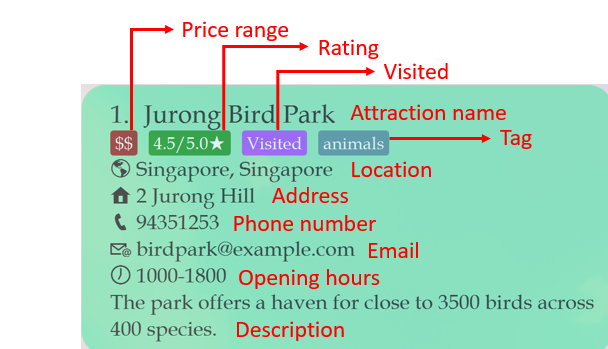 Price range
Rating
Visited
1. Jurong Bird Park Attraction name
$$ 4.5/5.0★ Visited animals Tag
Singapore, Singapore Location
2 Jurong Hill Address
94351253 Phone number
birdpark@example.com Email
1000-1800 Opening hours
The park offers a haven for close to 3500 birds across
400 species. Description